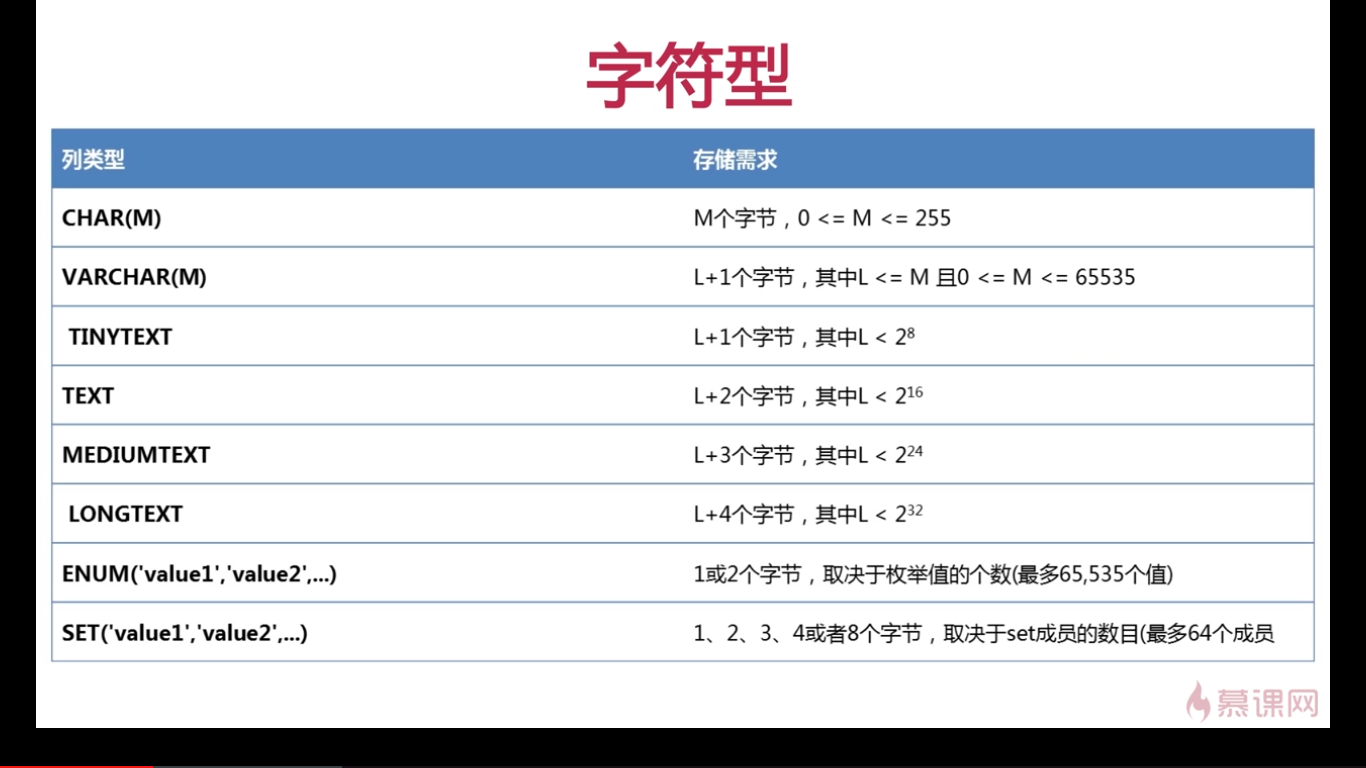 字符型
列类型 存储需求
CHAR(M) M个字节，0 <= M <= 255
VARCHAR(M) L+1个字节，其中L <= M 且0 <= M <= 65535
TINYTEXT L+1个字节，其中L < 2⁸
TEXT L+2个字节，其中L < 2¹⁶
MEDIUMTEXT L+3个字节，其中L < 2²⁴
LONGTEXT L+4个字节，其中L < 2³²
ENUM('value1','value2',...) 1或2个字节，取决于枚举值的个数(最多65,535个值)
SET('value1','value2',...) 1、2、3、4或者8个字节，取决于set成员的数目(最多64个成员
慕课网